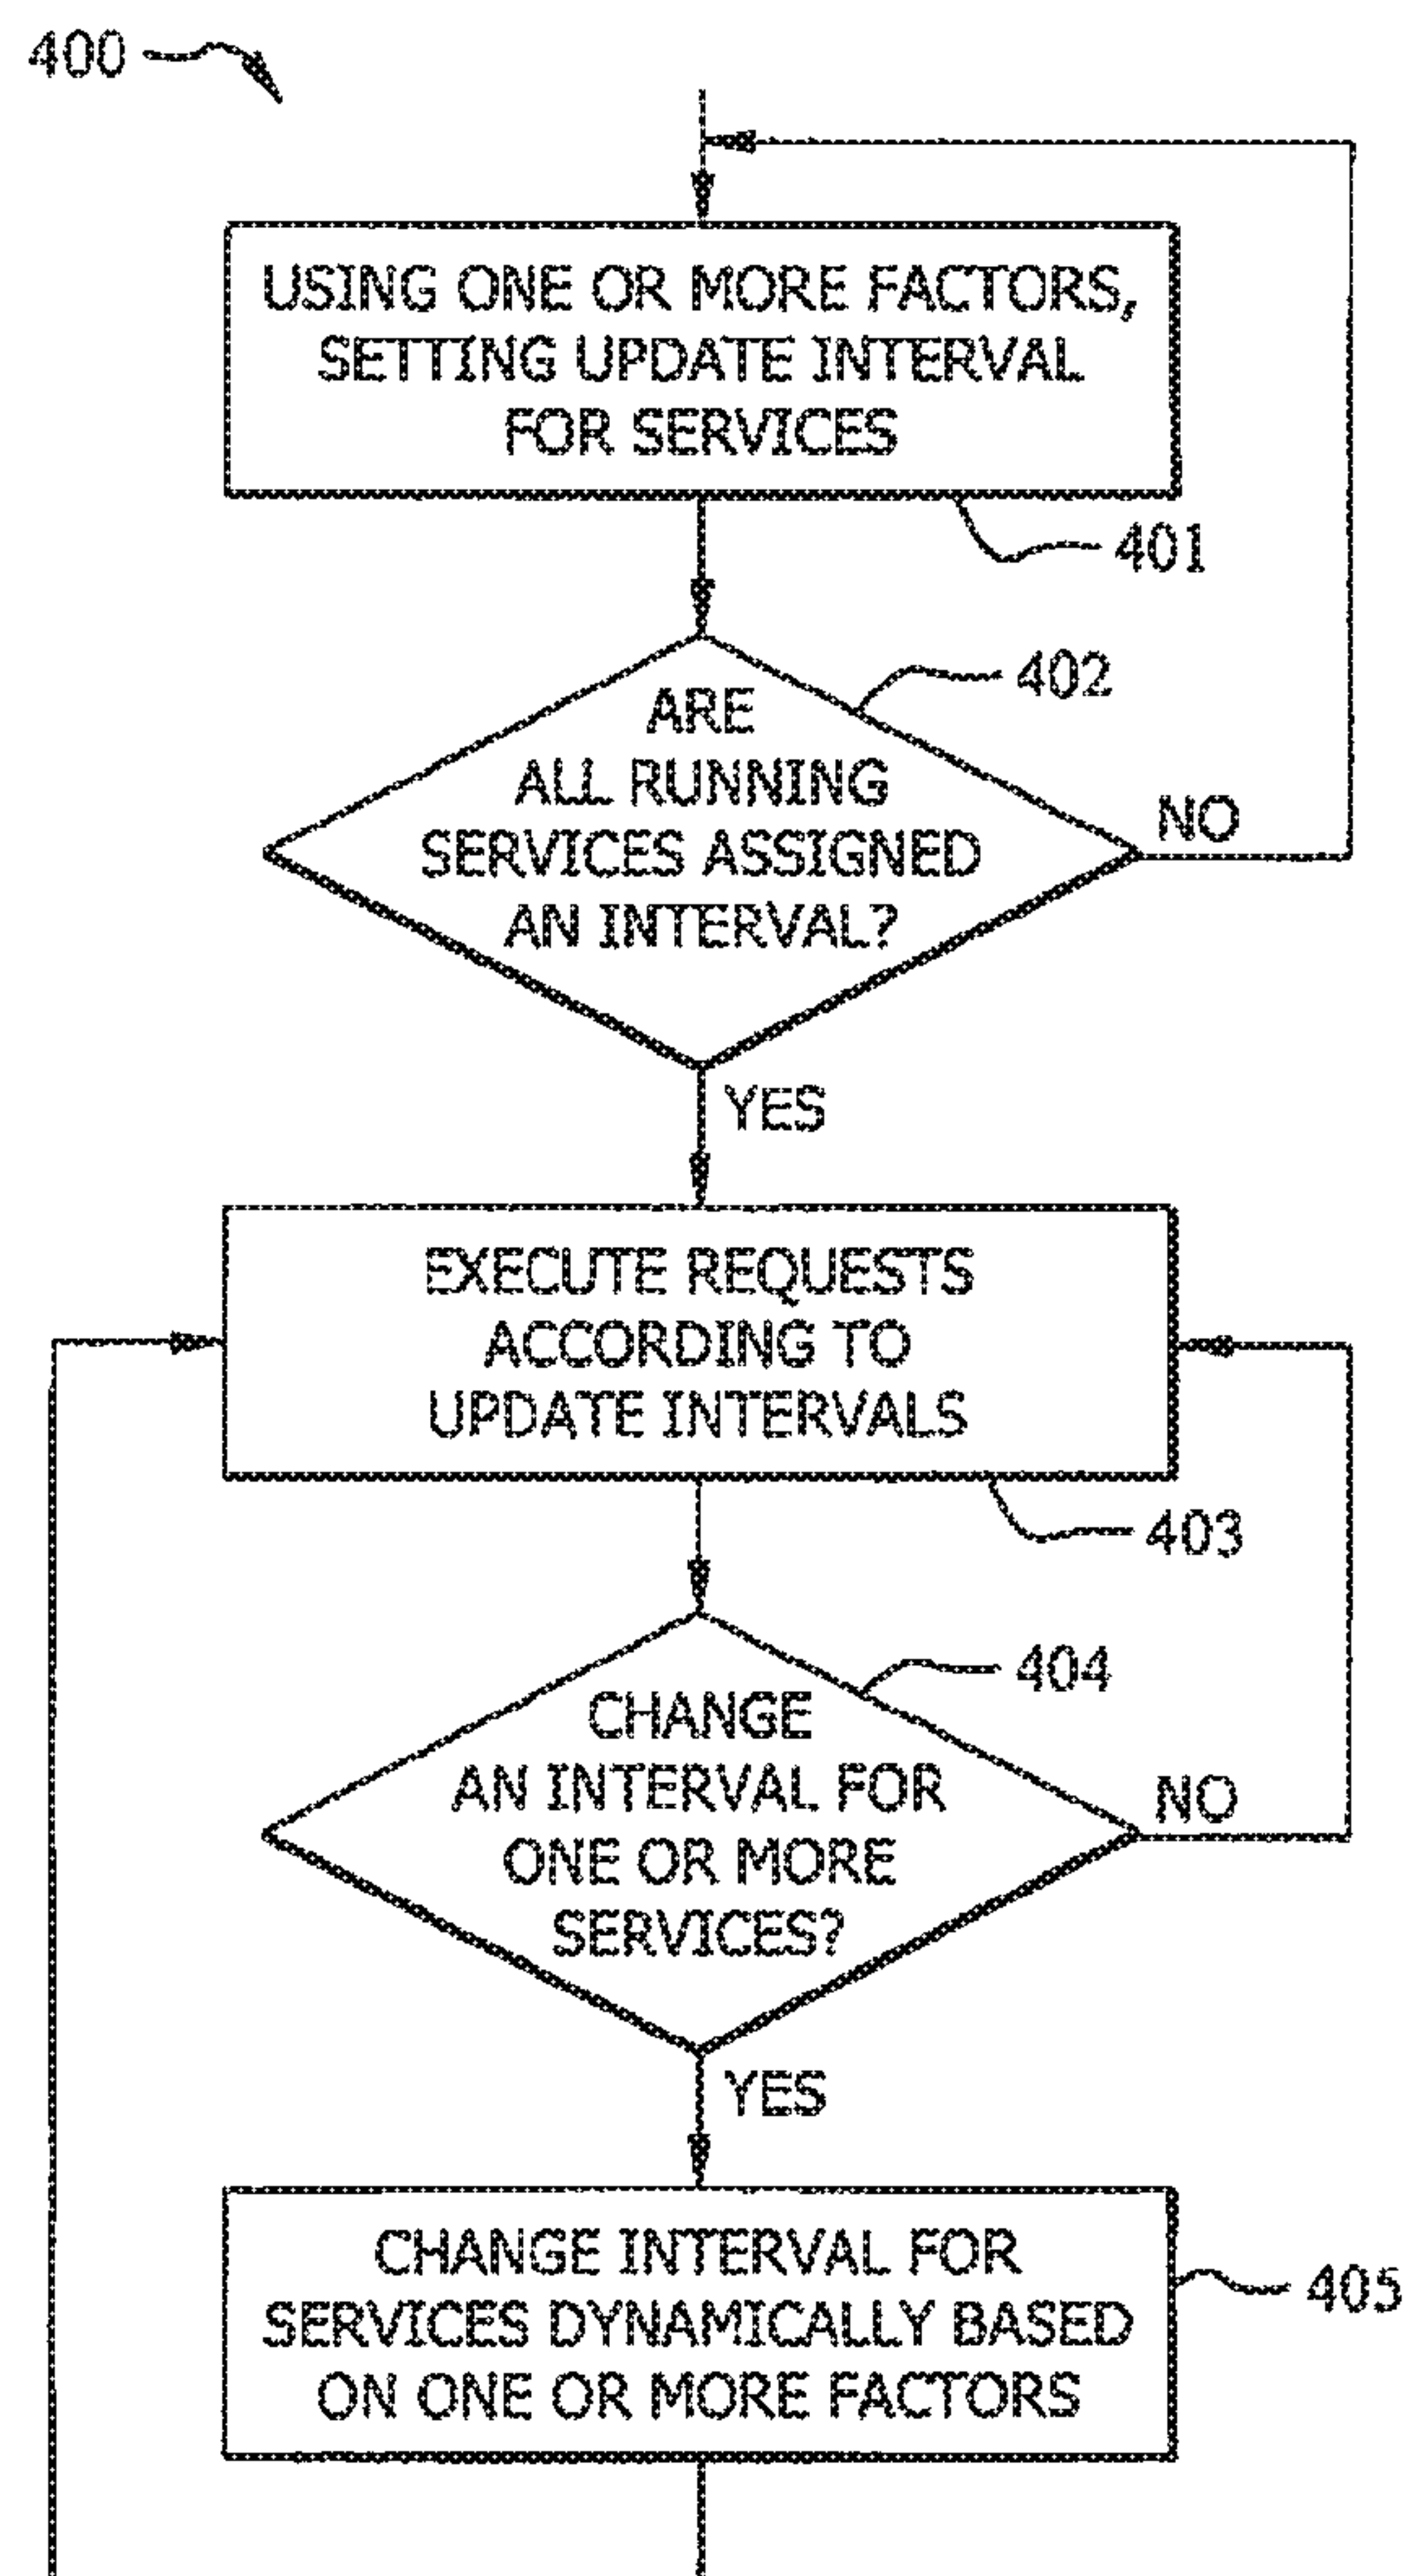 400
USING ONE OR MORE FACTORS,
SETTING UPDATE INTERVAL
FOR SERVICES
401
402
ARE
ALL RUNNING
SERVICES ASSIGNED
AN INTERVAL?
NO
YES
EXECUTE REQUESTS
ACCORDING TO
UPDATE INTERVALS
403
404
CHANGE
AN INTERVAL FOR
ONE OR MORE
SERVICES?
NO
YES
CHANGE INTERVAL FOR
SERVICES DYNAMICALLY BASED
ON ONE OR MORE FACTORS
405